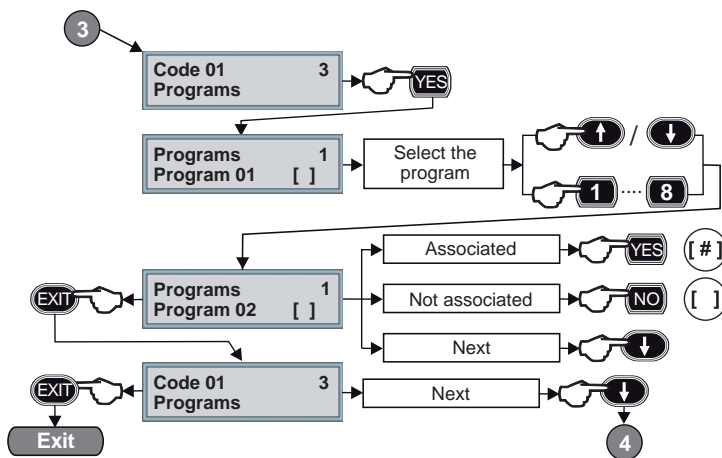 3
Code 01 3
Programs
YES
Programs 1
Program 01 [ ]
Select the
program
/
1 .... 8
Programs 1
Program 02 [ ]
EXIT
Associated
YES
[ # ]
Not associated
NO
[ ]
Next
Code 01 3
Programs
EXIT
Next
Exit
4